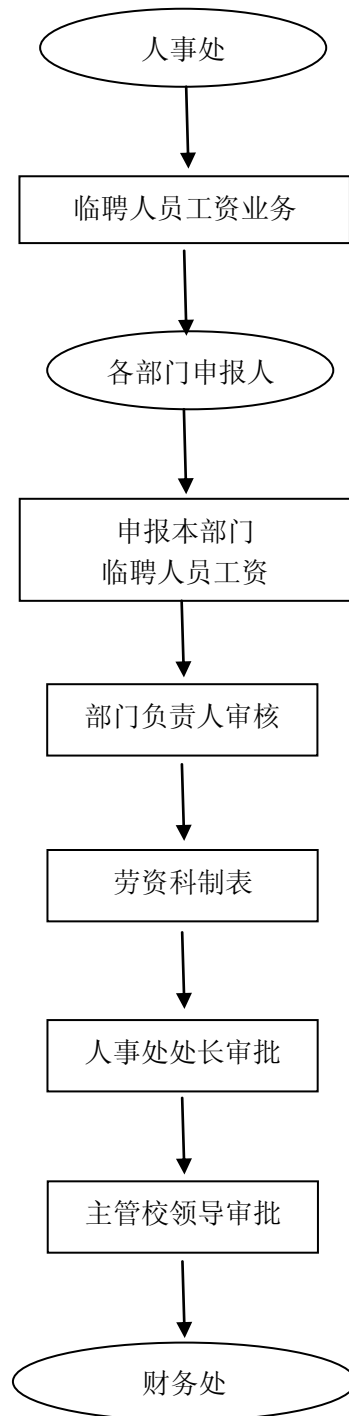 人事处
临聘人员工资业务
各部门申报人
申报本部门
临聘人员工资
部门负责人审核
劳资科制表
人事处处长审批
主管校领导审批
财务处